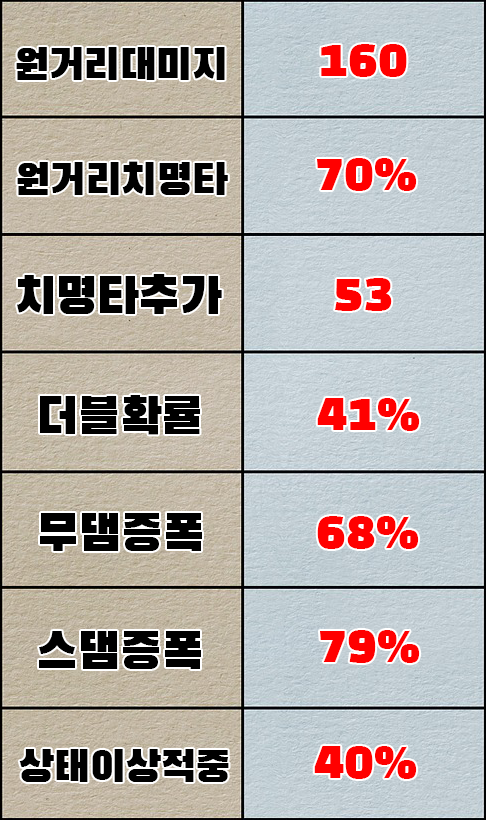 원거리대미지 160
원거리치명타 70%
치명타추가 53
더블확률 41%
무댐증폭 68%
스댐증폭 79%
상태이상적중 40%